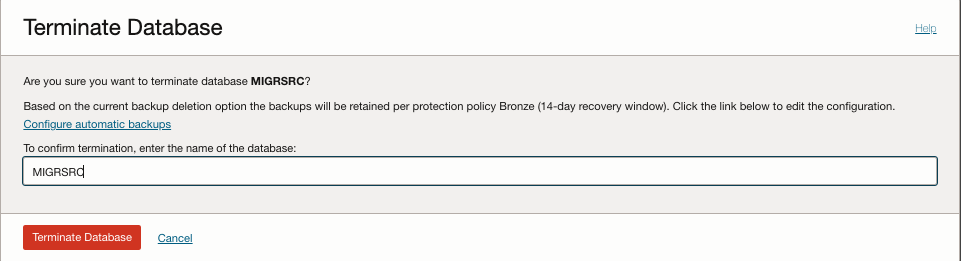 Terminate Database
Help
Are you sure you want to terminate database MIGRSRC?
Based on the current backup deletion option the backups will be retained per protection policy Bronze (14-day recovery window). Click the link below to edit the configuration.
Configure automatic backups
To confirm termination, enter the name of the database:
MIGRSRC
Terminate Database
Cancel